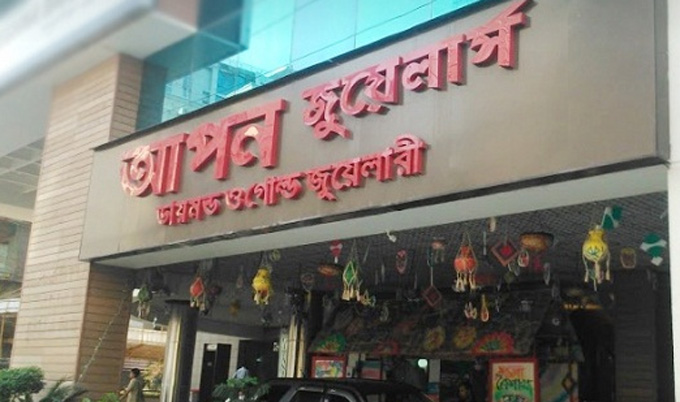 আপন জুয়েলার্স
ডায়মন্ড ও গোল্ড জুয়েলারী